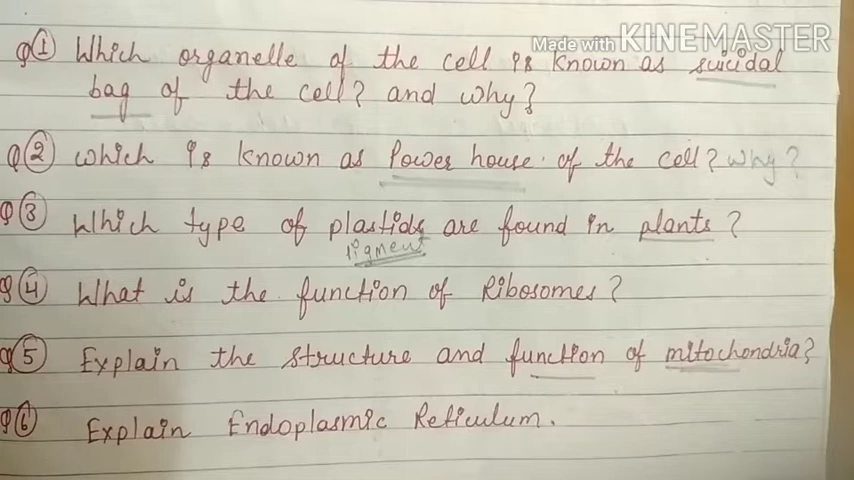 Made with KINEMASTER
Q① Which organelle of the cell is known as suicidal
bag of the cell? and why?
Q② which is known as Power house of the cell? why?
Q③ Which type of plastids are found in plants?
pigment
Q④ What is the function of Ribosomes?
Q⑤ Explain the structure and function of mitochondria?
Q⑥ Explain Endoplasmic Reticulum.